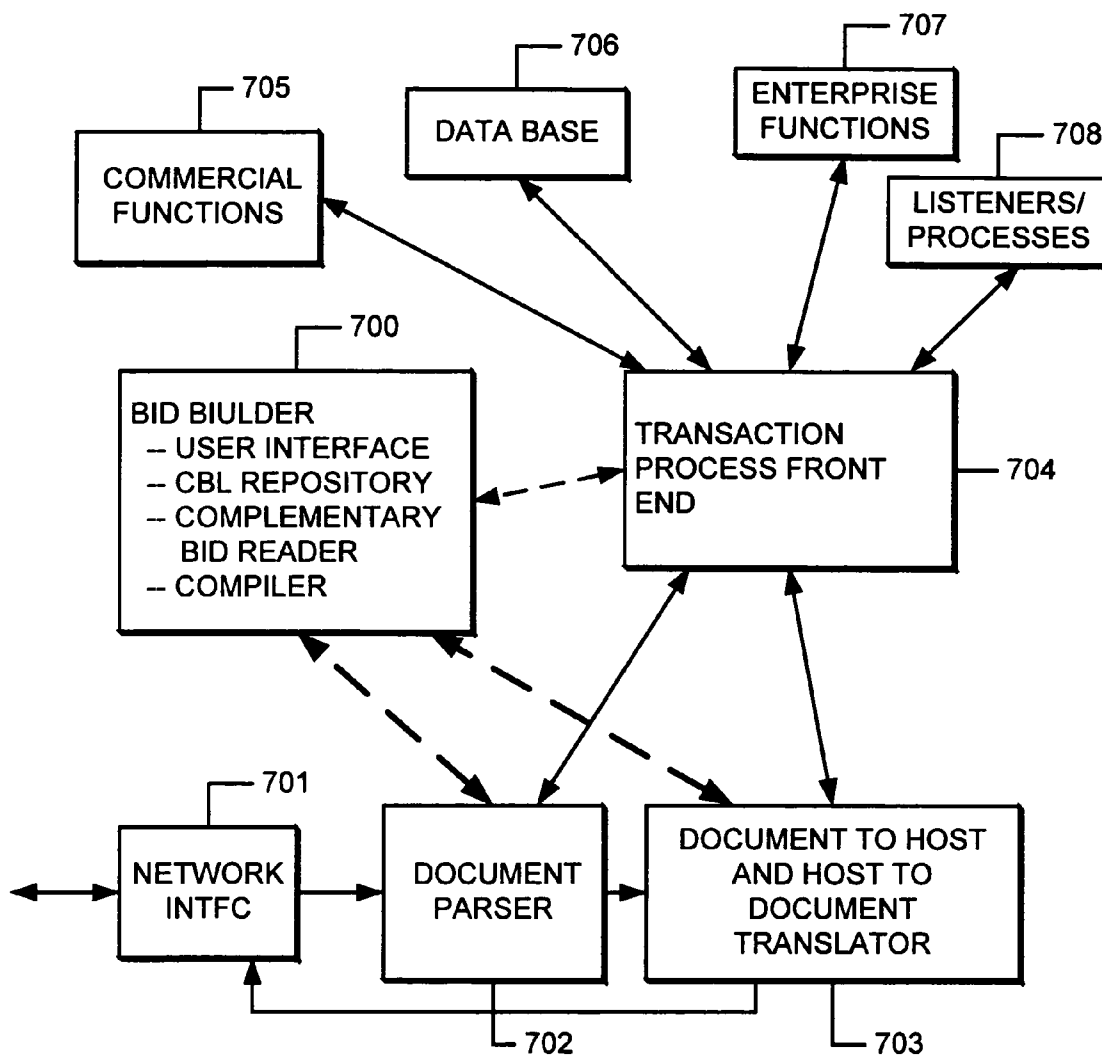 707
706
ENTERPRISE
FUNCTIONS
705
DATA BASE
708
COMMERCIAL
FUNCTIONS
LISTENERS/
PROCESSES
700
BID BIULDER
-- USER INTERFACE
-- CBL REPOSITORY
-- COMPLEMENTARY
BID READER
-- COMPILER
TRANSACTION
PROCESS FRONT
END
704
701
NETWORK
INTFC
DOCUMENT
PARSER
DOCUMENT TO HOST
AND HOST TO
DOCUMENT
TRANSLATOR
702
703